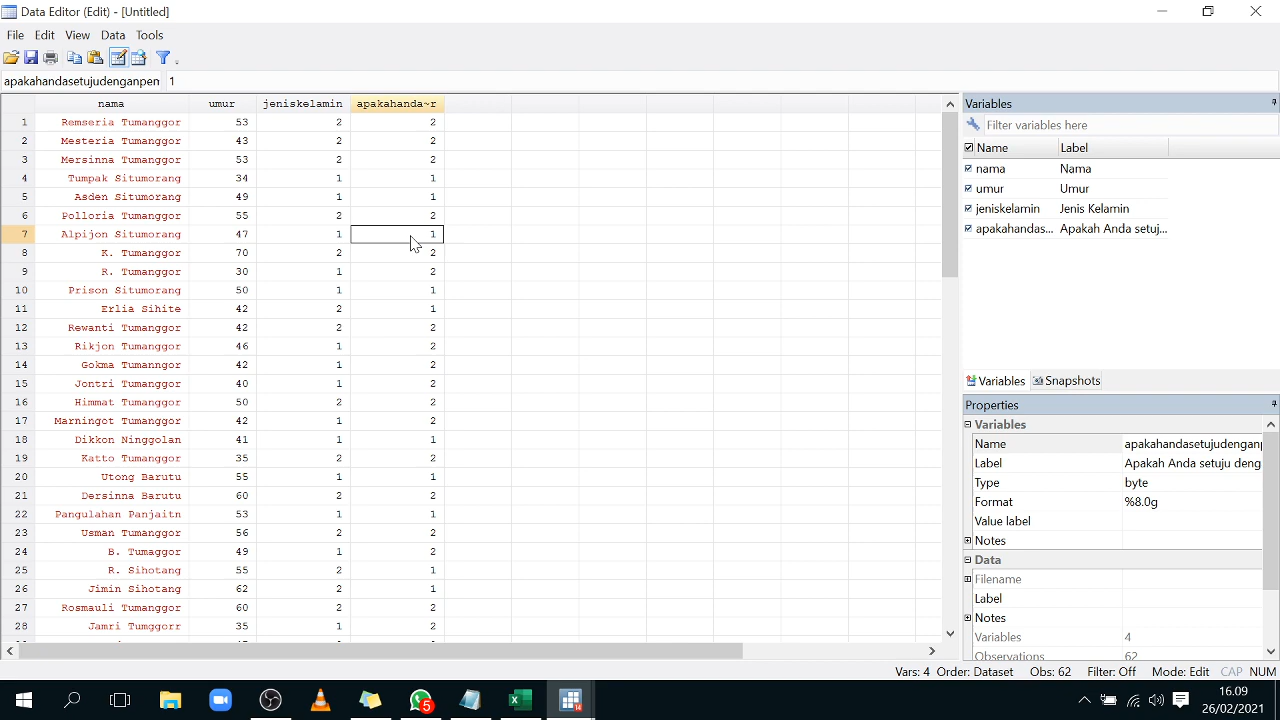 Data Editor (Edit) - [Untitled]
File Edit View Data Tools
apakahandasetujudenganpen 1
nama umur jeniskelamin apakahanda~r
1 Remseria Tumanggor 53 2 2
2 Mesteria Tumanggor 43 2 2
3 Mersinna Tumanggor 53 2 2
4 Tumpak Situmorang 34 1 1
5 Asden Situmorang 49 1 1
6 Polloria Tumanggor 55 2 2
7 Alpijon Situmorang 47 1 1
8 K. Tumanggor 70 2 2
9 R. Tumanggor 30 1 2
10 Prison Situmorang 50 1 1
11 Erlia Sihite 42 2 1
12 Rewanti Tumanggor 42 2 2
13 Rikjon Tumanggor 46 1 2
14 Gokma Tumanngor 42 1 2
15 Jontri Tumanggor 40 1 2
16 Himmat Tumanggor 50 2 2
17 Marningot Tumanggor 42 1 2
18 Dikkon Ninggolan 41 1 1
19 Katto Tumanggor 35 2 2
20 Utong Barutu 55 1 1
21 Dersinna Barutu 60 2 2
22 Pangulahan Panjaitn 53 1 1
23 Usman Tumanggor 56 2 2
24 B. Tumaggor 49 1 2
25 R. Sihotang 55 2 1
26 Jimin Sihotang 62 2 1
27 Rosmauli Tumanggor 60 2 2
28 Jamri Tumggorr 35 1 2
Variables
Filter variables here
Name Label
nama Nama
umur Umur
jeniskelamin Jenis Kelamin
apakahandas... Apakah Anda setuj...
Variables Snapshots
Properties
Variables
Name apakahandasetujudenganp
Label Apakah Anda setuju deng
Type byte
Format %8.0g
Value label
Notes
Data
Filename
Label
Notes
Variables 4
Observations 62
Vars: 4 Order: Dataset Obs: 62 Filter: Off Mode: Edit CAP NUM
5
14
16.09
26/02/2021